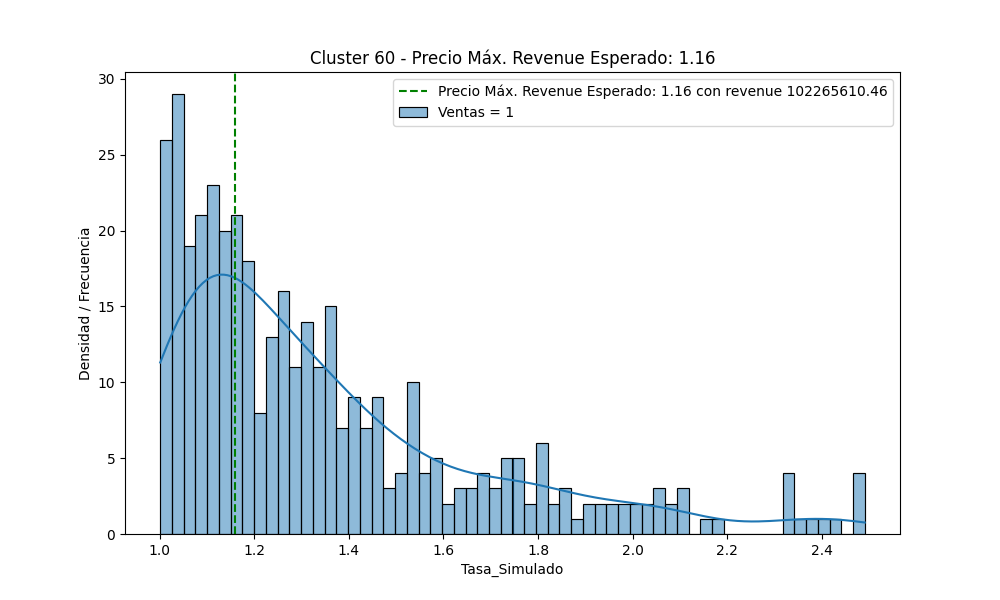 Cluster 60 - Precio Máx. Revenue Esperado: 1.16
Precio Máx. Revenue Esperado: 1.16 con revenue 102265610.46
Ventas = 1
Densidad / Frecuencia
30
25
20
15
10
5
0
1.0 1.2 1.4 1.6 1.8 2.0 2.2 2.4
Tasa_Simulado